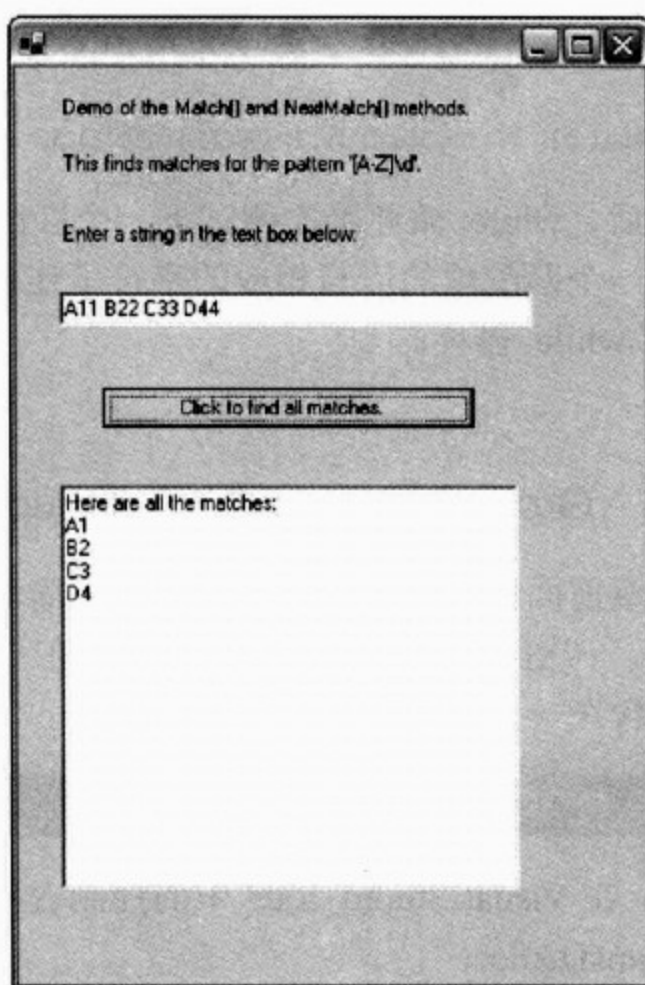 Demo of the Match() and NextMatch() methods.
This finds matches for the pattern '[A-Z]\d'.
Enter a string in the text box below:
A11 B22 C33 D44
Click to find all matches.
Here are all the matches:
A1
B2
C3
D4